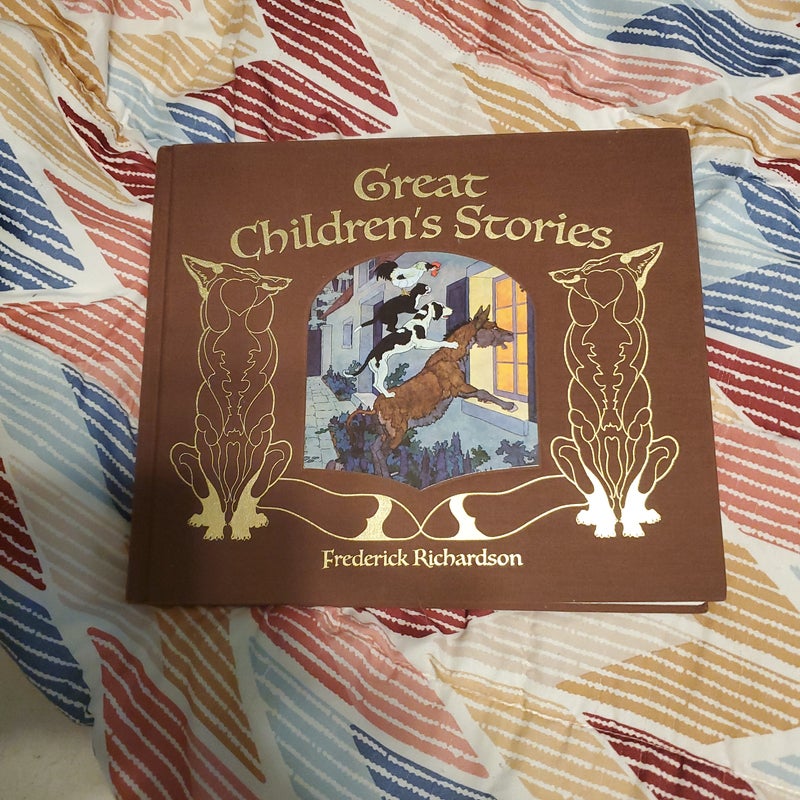 Great
Children's Stories
Frederick Richardson